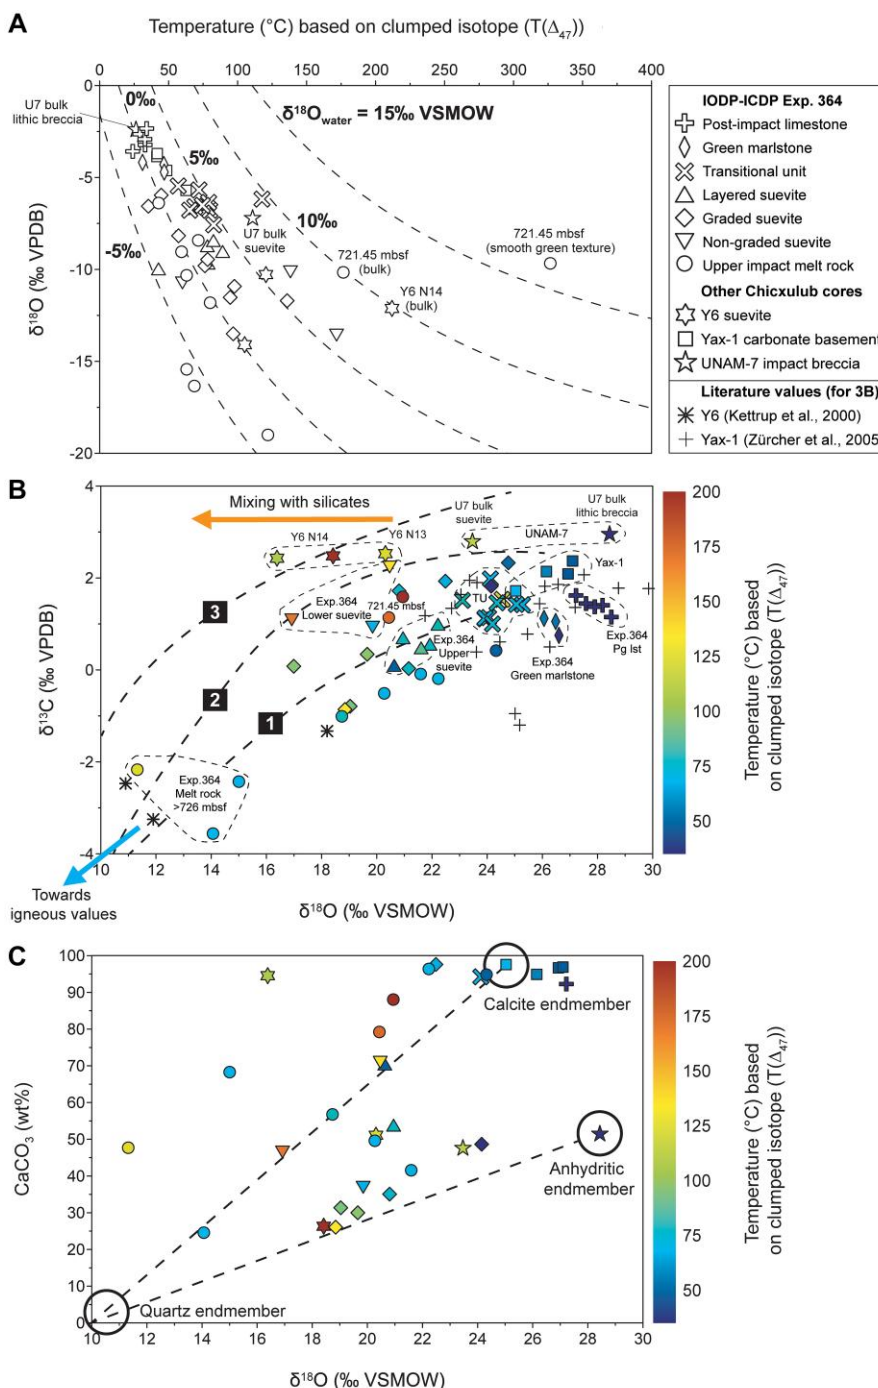 A
Temperature (°C) based on clumped isotope (T(Δ47))
0 50 100 150 200 250 300 350 400
U7 bulk
lithic breccia
0‰
δ18Owater = 15‰ VSMOW
5‰
10‰
-5‰
U7 bulk
suevite
721.45 mbsf
(bulk)
Y6 N14
(bulk)
721.45 mbsf
(smooth green texture)
0
-5
-10
-15
-20
δ18O (‰ VPDB)
IODP-ICDP Exp. 364
Post-impact limestone
Green marlstone
Transitional unit
Layered suevite
Graded suevite
Non-graded suevite
Upper impact melt rock
Other Chicxulub cores
Y6 suevite
Yax-1 carbonate basement
UNAM-7 impact breccia
Literature values (for 3B)
Y6 (Kettrup et al., 2000)
Yax-1 (Zürcher et al., 2005)
B
4
2
0
-2
-4
δ13C (‰ VPDB)
Mixing with silicates
Y6 N14
Y6 N13
U7 bulk
suevite
U7 bulk
lithic breccia
UNAM-7
Yax-1
Exp.364
Lower suevite
721.45 mbsf
TU
Exp.364
Upper
suevite
Exp.364
Green marlstone
Exp.364
Pg lst
3
2
1
Exp.364
Melt rock
>726 mbsf
Towards
igneous values
10 12 14 16 18 20 22 24 26 28 30
δ18O (‰ VSMOW)
200
175
150
125
100
75
50
Temperature (°C) based
on clumped isotope (T(Δ47))
C
100
90
80
70
60
50
40
30
20
10
0
CaCO3 (wt%)
Calcite endmember
Anhydritic
endmember
Quartz endmember
10 12 14 16 18 20 22 24 26 28 30
δ18O (‰ VSMOW)
200
175
150
125
100
75
50
Temperature (°C) based
on clumped isotope (T(Δ47))